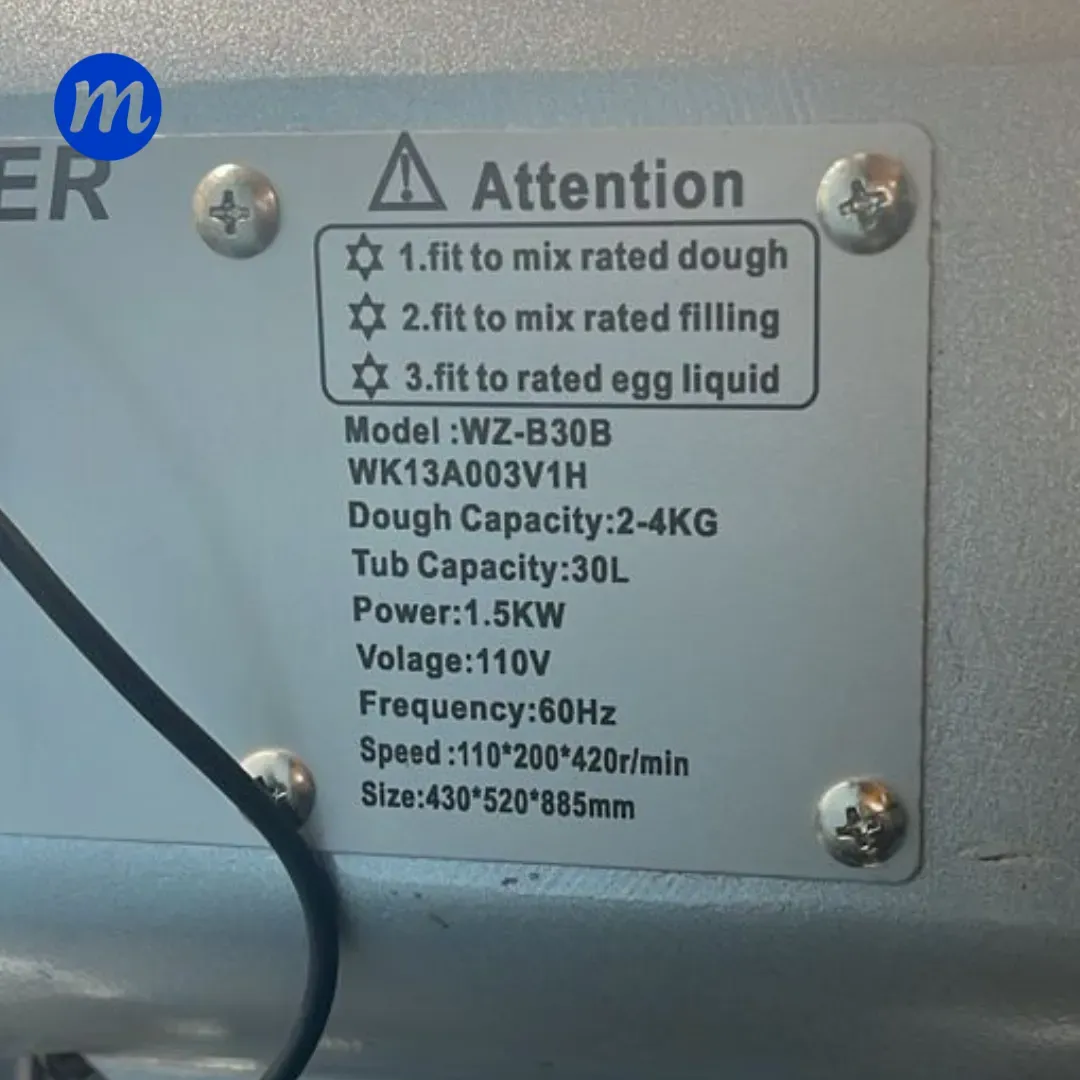 m
ER
Attention
1.fit to mix rated dough
2.fit to mix rated filling
3.fit to rated egg liquid
Model :WZ-B30B
WK13A003V1H
Dough Capacity:2-4KG
Tub Capacity:30L
Power:1.5KW
Volage:110V
Frequency:60Hz
Speed :110*200*420r/min
Size:430*520*885mm